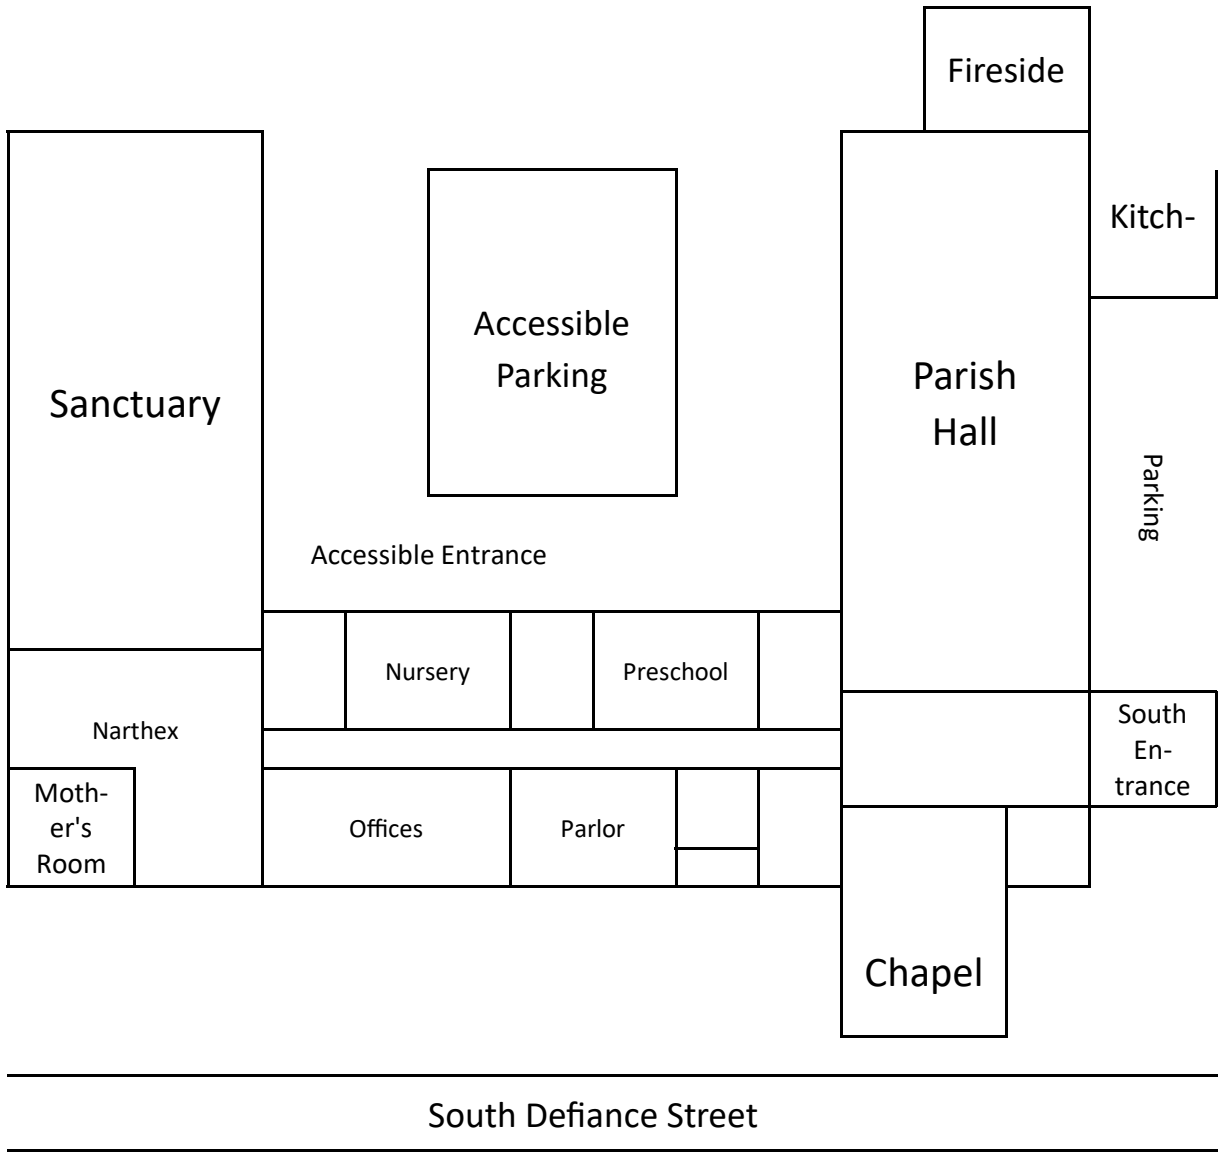 Fireside
Kitch-
Accessible
Parking
Sanctuary
Parish
Hall
Parking
Accessible Entrance
Nursery
Preschool
South
En-
trance
Narthex
Moth-
er's
Room
Offices
Parlor
Chapel
South Defiance Street